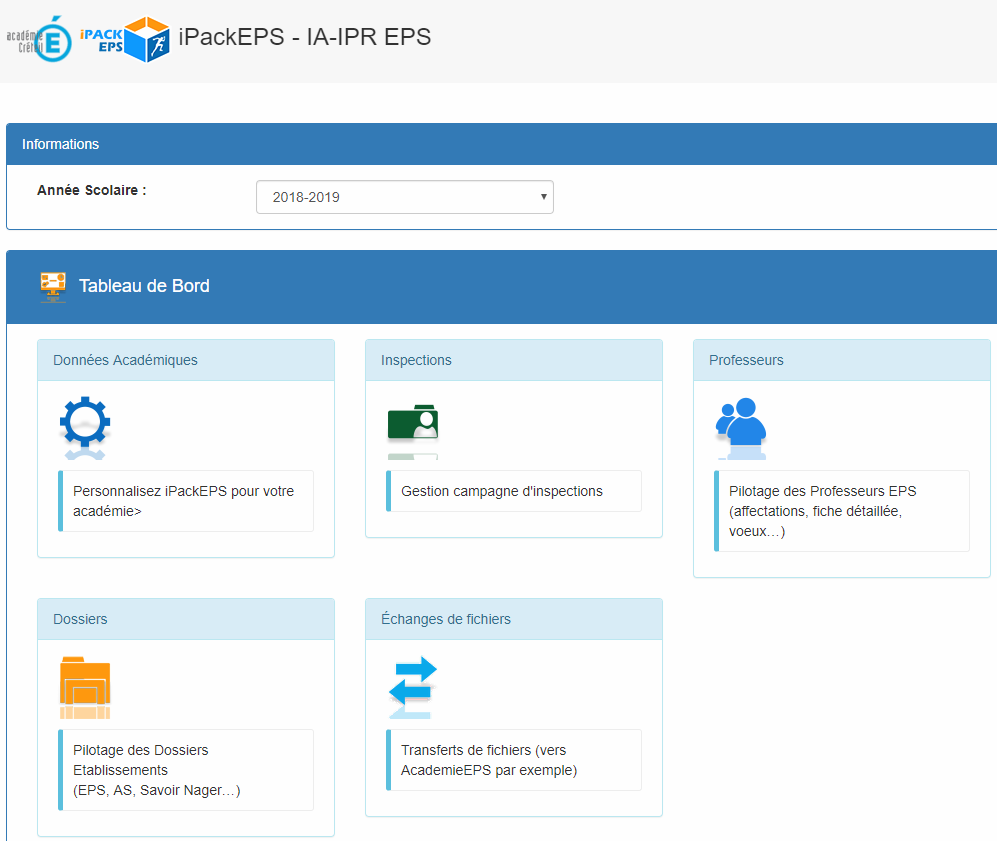 académie
Créteil
É
iPACK
EPS
iPackEPS - IA-IPR EPS
Informations
Année Scolaire :
2018-2019
Tableau de Bord
Données Académiques
Inspections
Professeurs
Personnalisez iPackEPS pour votre
académie>
Gestion campagne d'inspections
Pilotage des Professeurs EPS
(affectations, fiche détaillée,
voeux…)
Dossiers
Échanges de fichiers
Pilotage des Dossiers
Etablissements
(EPS, AS, Savoir Nager…)
Transferts de fichiers (vers
AcademieEPS par exemple)